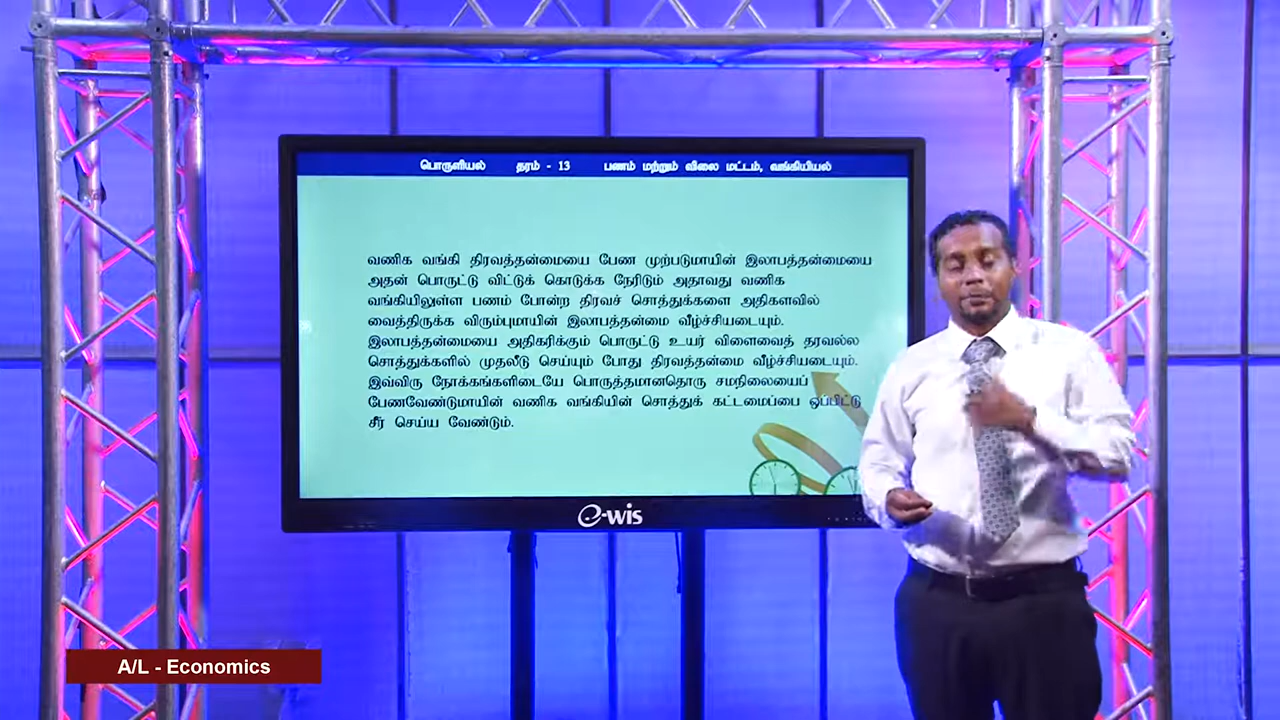 பொருளியல் தரம் - 13 பணம் மற்றும் விலை மட்டம், வங்கியியல்
வணிக வங்கி திரவத்தன்மையை பேண முற்படுமாயின் இலாபத்தன்மையை
அதன் பொருட்டு விட்டுக் கொடுக்க நேரிடும் அதாவது வணிக
வங்கியிலுள்ள பணம் போன்ற திரவச் சொத்துக்களை அதிகளவில்
வைத்திருக்க விரும்புமாயின் இலாபத்தன்மை வீழ்ச்சியடையும்.
இலாபத்தன்மையை அதிகரிக்கும் பொருட்டு உயர் விளைவைத் தரவல்ல
சொத்துக்களில் முதலீடு செய்யும் போது திரவத்தன்மை வீழ்ச்சியடையும்.
இவ்விரு நோக்கங்களிடையே பொருத்தமானதொரு சமநிலையைப்
பேணவேண்டுமாயின் வணிக வங்கியின் சொத்துக் கட்டமைப்பை ஒப்பிட்டு
சீர் செய்ய வேண்டும்.
e-wis
A/L - Economics